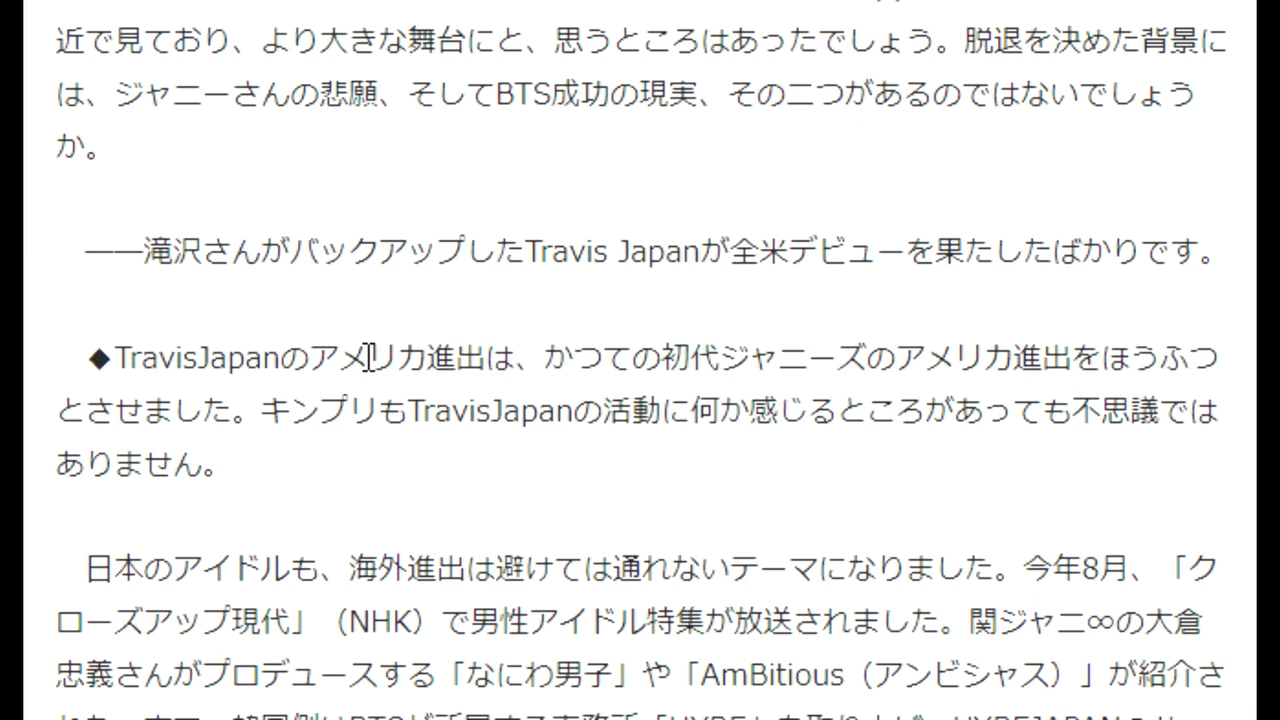 近で見ており、より大きな舞台にと、思うところはあったでしょう。脱退を決めた背景に
は、ジャニーさんの悲願、そしてBTS成功の現実、その二つがあるのではないでしょう
か。
――滝沢さんがバックアップしたTravis Japanが全米デビューを果たしたばかりです。
◆TravisJapanのアメリカ進出は、かつての初代ジャニーズのアメリカ進出をほうふつ
とさせました。キンプリもTravisJapanの活動に何か感じるところがあっても不思議では
ありません。
日本のアイドルも、海外進出は避けては通れないテーマになりました。今年8月、「ク
ローズアップ現代」（NHK）で男性アイドル特集が放送されました。関ジャニ∞の大倉
忠義さんがプロデュースする「なにわ男子」や「AmBitious（アンビシャス）」が紹介さ